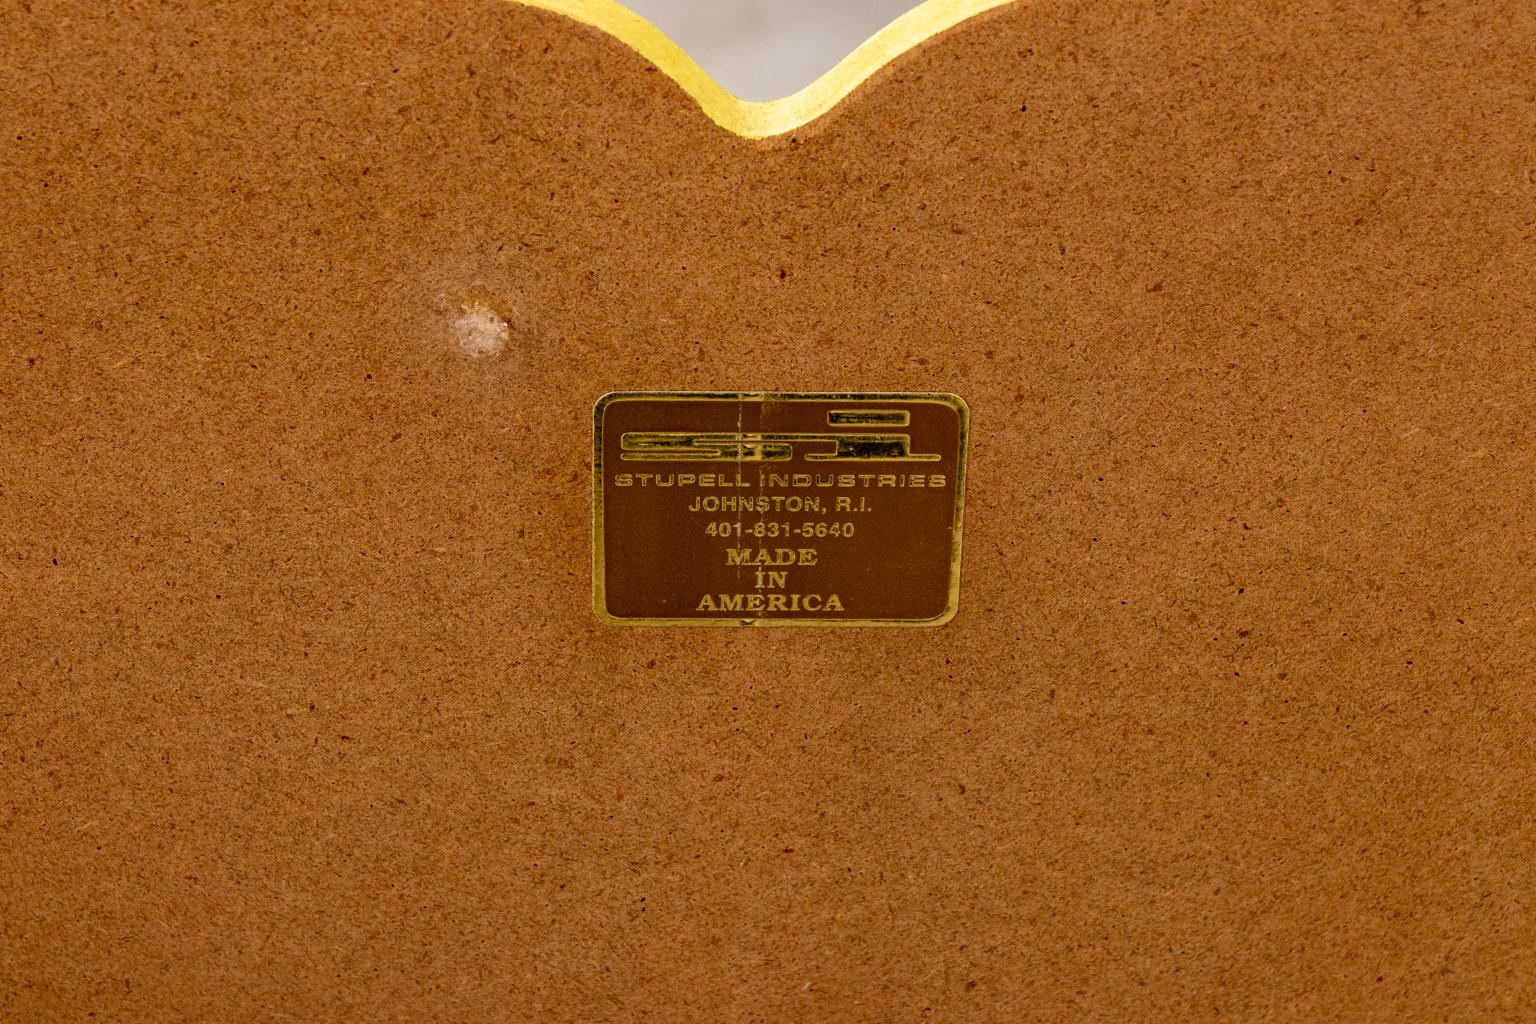 STUPELL INDUSTRIES
JOHNSTON, R.I.
401-831-5640
MADE
IN
AMERICA